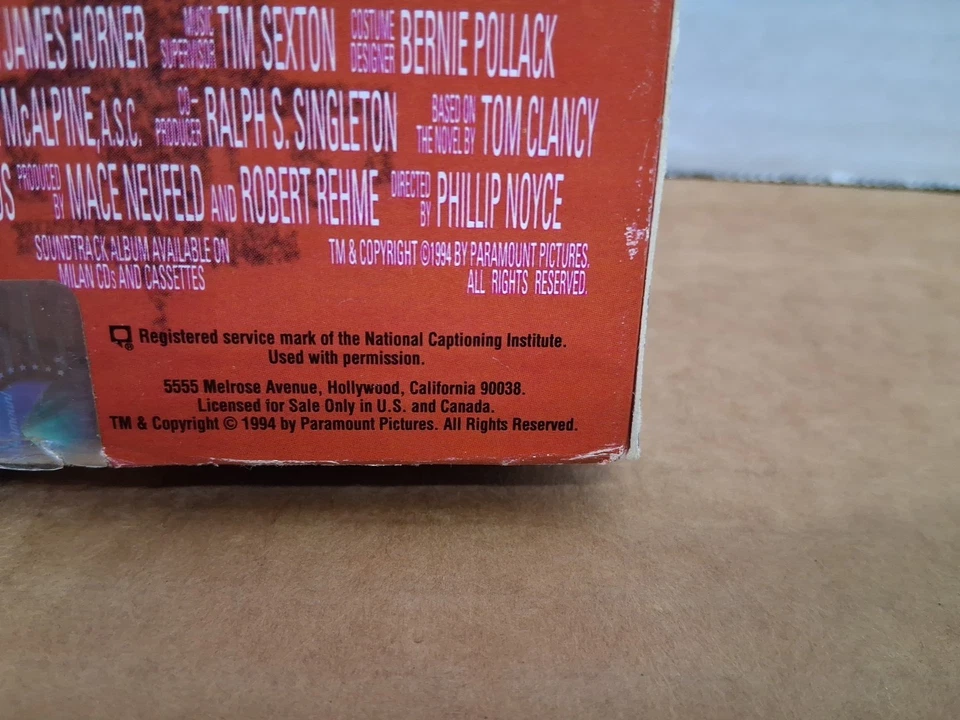 JAMES HORNER MUSIC SUPERVISOR TIM SEXTON COSTUME DESIGNER BERNIE POLLACK
McALPINE, A.S.C. CO-PRODUCER RALPH S. SINGLETON BASED ON THE NOVEL BY TOM CLANCY
PRODUCED BY MACE NEUFELD AND ROBERT REHME DIRECTED BY PHILLIP NOYCE
SOUNDTRACK ALBUM AVAILABLE ON
MILAN CDs AND CASSETTES
TM & COPYRIGHT ©1994 BY PARAMOUNT PICTURES.
ALL RIGHTS RESERVED.
® Registered service mark of the National Captioning Institute.
Used with permission.
5555 Melrose Avenue, Hollywood, California 90038.
Licensed for Sale Only in U.S. and Canada.
TM & Copyright © 1994 by Paramount Pictures. All Rights Reserved.